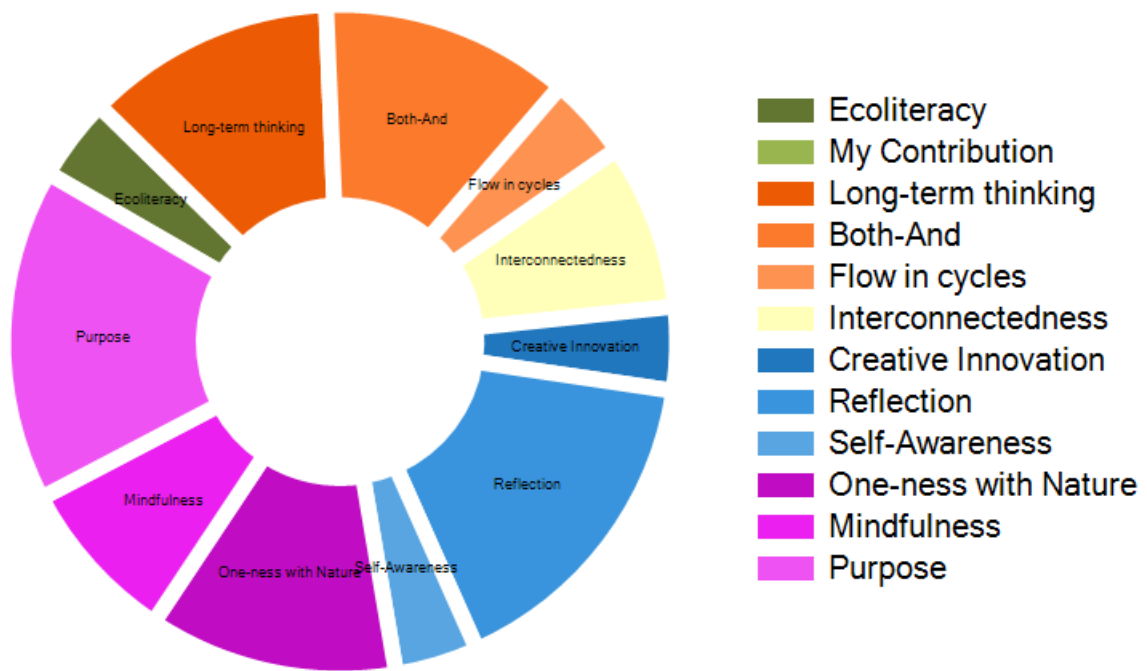 Long-term thinking
Both-And
Ecoliteracy
Flow in cycles
Interconnectedness
Purpose
Creative Innovation
Mindfulness
Reflection
One-ness with Nature
Self-Awareness
Ecoliteracy
My Contribution
Long-term thinking
Both-And
Flow in cycles
Interconnectedness
Creative Innovation
Reflection
Self-Awareness
One-ness with Nature
Mindfulness
Purpose